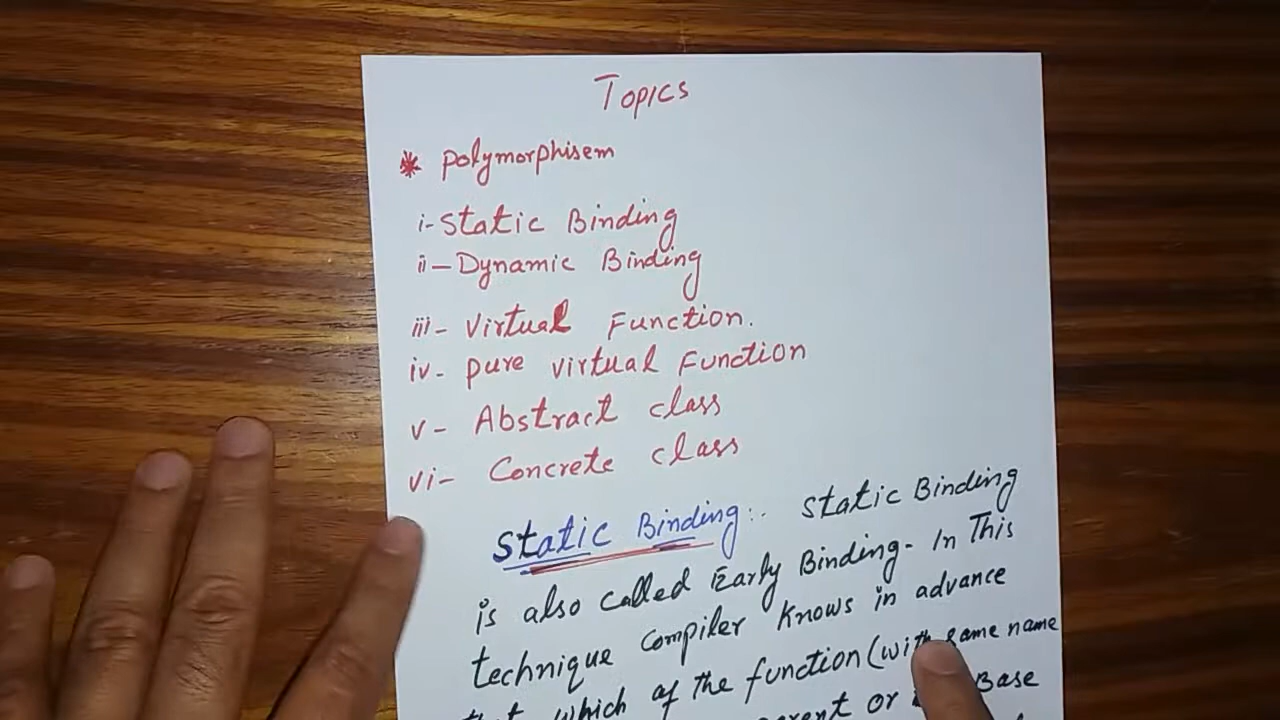 Topics
* Polymorphisem
i- Static Binding
ii- Dynamic Binding
iii- Virtual Function.
iv- Pure virtual Function
v- Abstract class
vi- Concrete class
Static Binding:. Static Binding
is also called Early Binding- In This
technique compiler knows in advance
which of the function (with same name
or Base